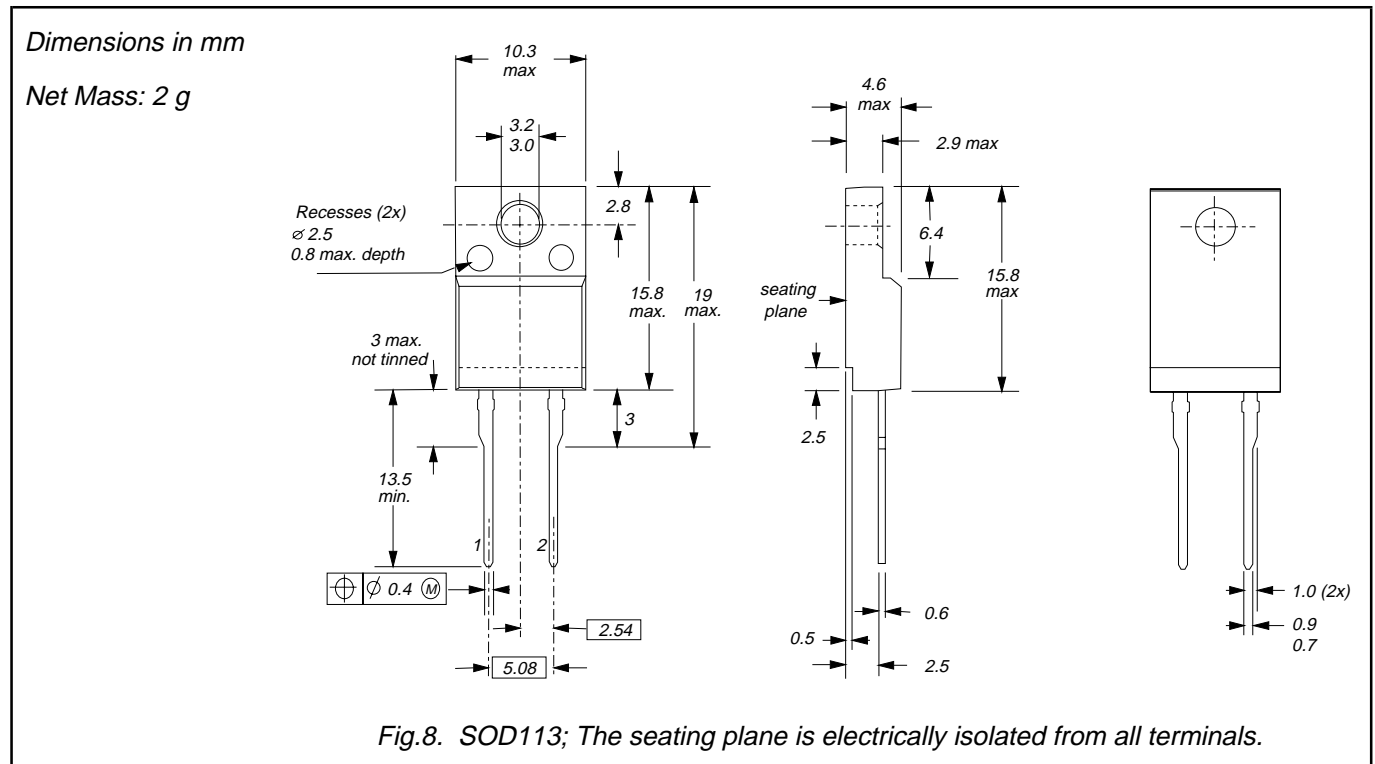 Dimensions in mm
Net Mass: 2 g
10.3
max
3.2
3.0
Recesses (2x)
⌀ 2.5
0.8 max. depth
2.8
15.8
max.
19
max.
3 max.
not tinned
3
13.5
min.
1
2
⌀ 0.4 Ⓜ
2.54
5.08
4.6
max
2.9 max
6.4
15.8
max
seating
plane
2.5
0.6
0.5
2.5
1.0 (2x)
0.9
0.7
Fig.8. SOD113; The seating plane is electrically isolated from all terminals.